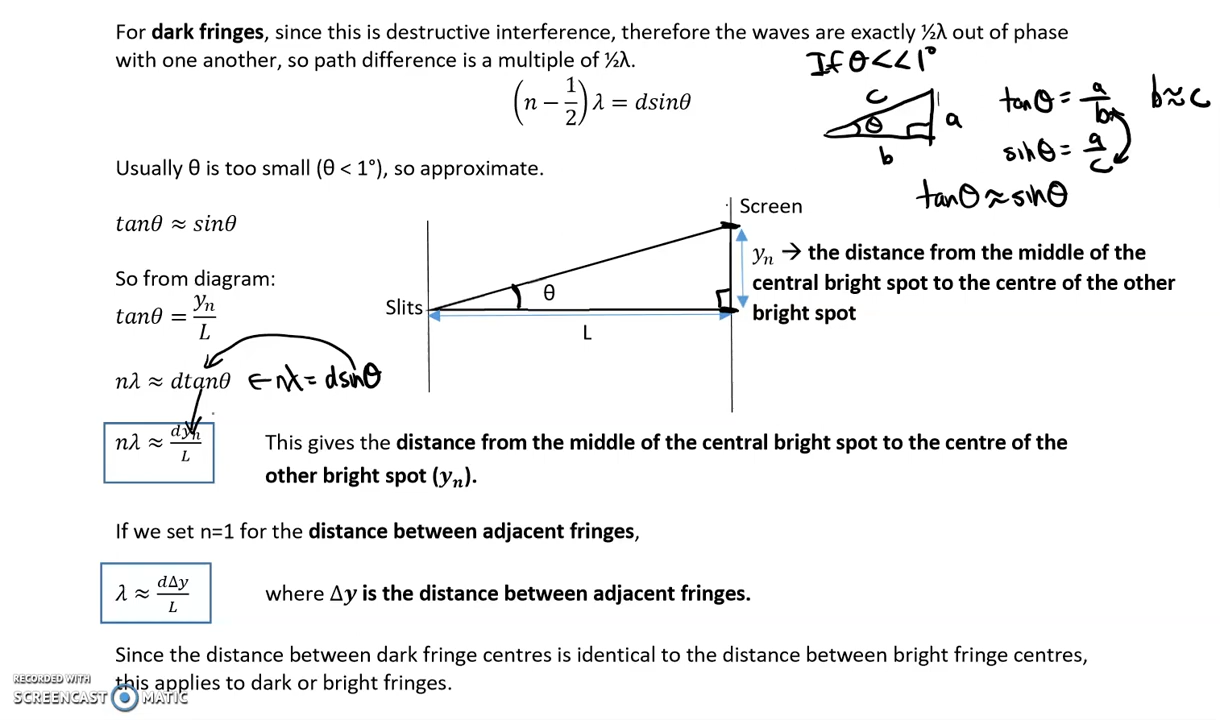 For dark fringes, since this is destructive interference, therefore the waves are exactly ½λ out of phase
with one another, so path difference is a multiple of ½λ.
If θ<<1°
(n − 1/2) λ = dsinθ
c
θ
a
b
tanθ = a/b
b≈c
sinθ = a/c
tanθ≈sinθ
Usually θ is too small (θ < 1°), so approximate.
tanθ ≈ sinθ
So from diagram:
tanθ = yₙ/L
Slits
θ
L
Screen
yₙ → the distance from the middle of the
central bright spot to the centre of the other
bright spot
nλ ≈ dtanθ ← nλ = dsinθ
nλ ≈ dyₙ/L
This gives the distance from the middle of the central bright spot to the centre of the
other bright spot (yₙ).
If we set n=1 for the distance between adjacent fringes,
λ ≈ dΔy/L
where Δy is the distance between adjacent fringes.
Since the distance between dark fringe centres is identical to the distance between bright fringe centres,
this applies to dark or bright fringes.
RECORDED WITH
SCREENCAST MATIC